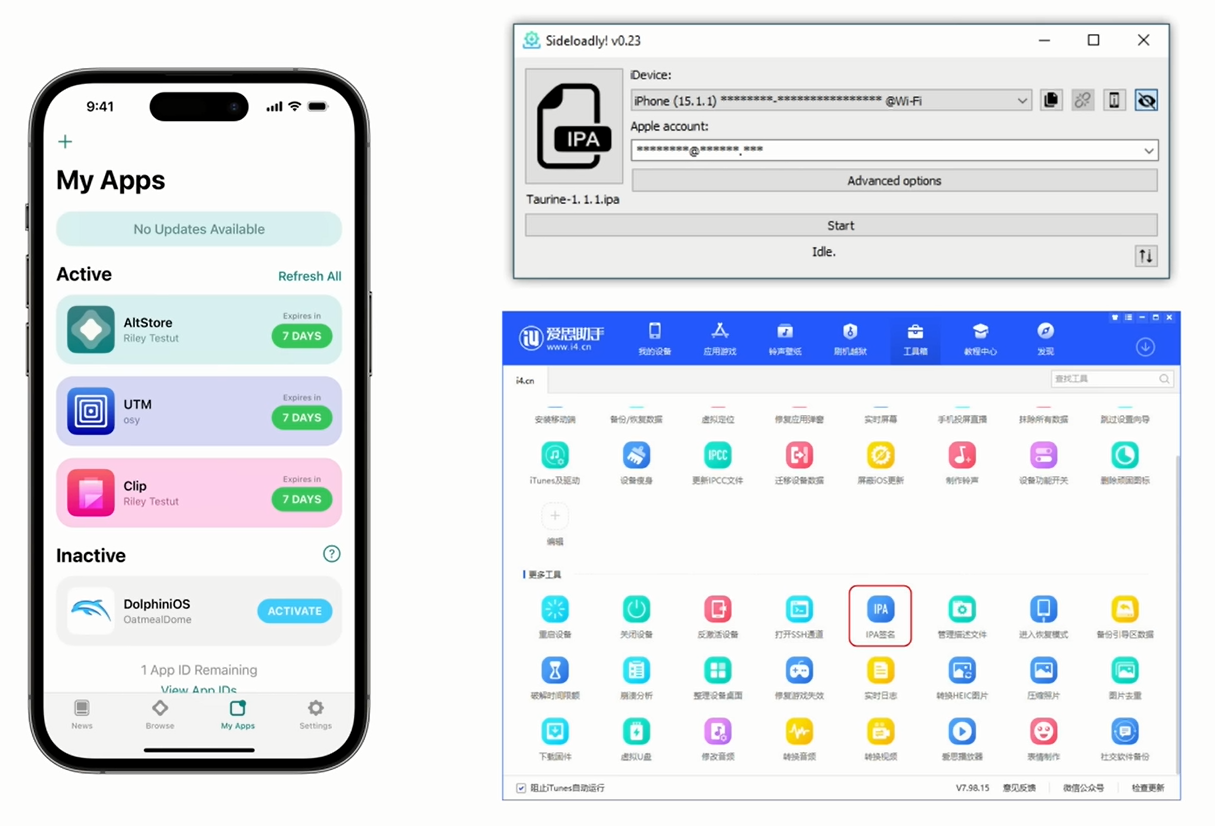 9:41
+
My Apps
No Updates Available
Active
Refresh All
AltStore
Riley Testut
Expires in
7 DAYS
UTM
osy
Expires in
7 DAYS
Clip
Riley Testut
Expires in
7 DAYS
Inactive
?
DolphiniOS
OatmealDome
ACTIVATE
1 App ID Remaining
View App IDs
News
Browse
My Apps
Settings
Sideloadly! v0.23
IPA
Taurine-1.1.1.ipa
iDevice:
iPhone (15.1.1) ********-**************** @Wi-Fi
Apple account:
********@******.***
Advanced options
Start
Idle.
iU 爱思助手
www.i4.cn
我的设备 应用游戏 铃声壁纸 刷机越狱 工具箱 教程中心 发现
i4.cn
查找工具
安装移动端 备份/恢复数据 虚拟定位 修复应用弹窗 实时屏幕 手机投屏直播 抹除所有数据 跳过设置向导
IPCC
iTunes及驱动 设备瘦身 更新IPCC文件 迁移设备数据 屏蔽iOS更新 制作铃声 设备功能开关 删除顽固图标
+
编辑
更多工具
IPA
重启设备 关闭设备 反激活设备 打开SSH通道 IPA签名 管理描述文件 进入恢复模式 备份引导区数据
破解时间限额 崩溃分析 整理设备桌面 修复游戏失效 实时日志 转换HEIC图片 压缩照片 图片去重
下载固件 虚拟U盘 修改音频 转换音频 转换视频 爱思播放器 表情制作 社交软件备份
阻止iTunes自动运行
V7.98.15 意见反馈 微信公众号 检查更新